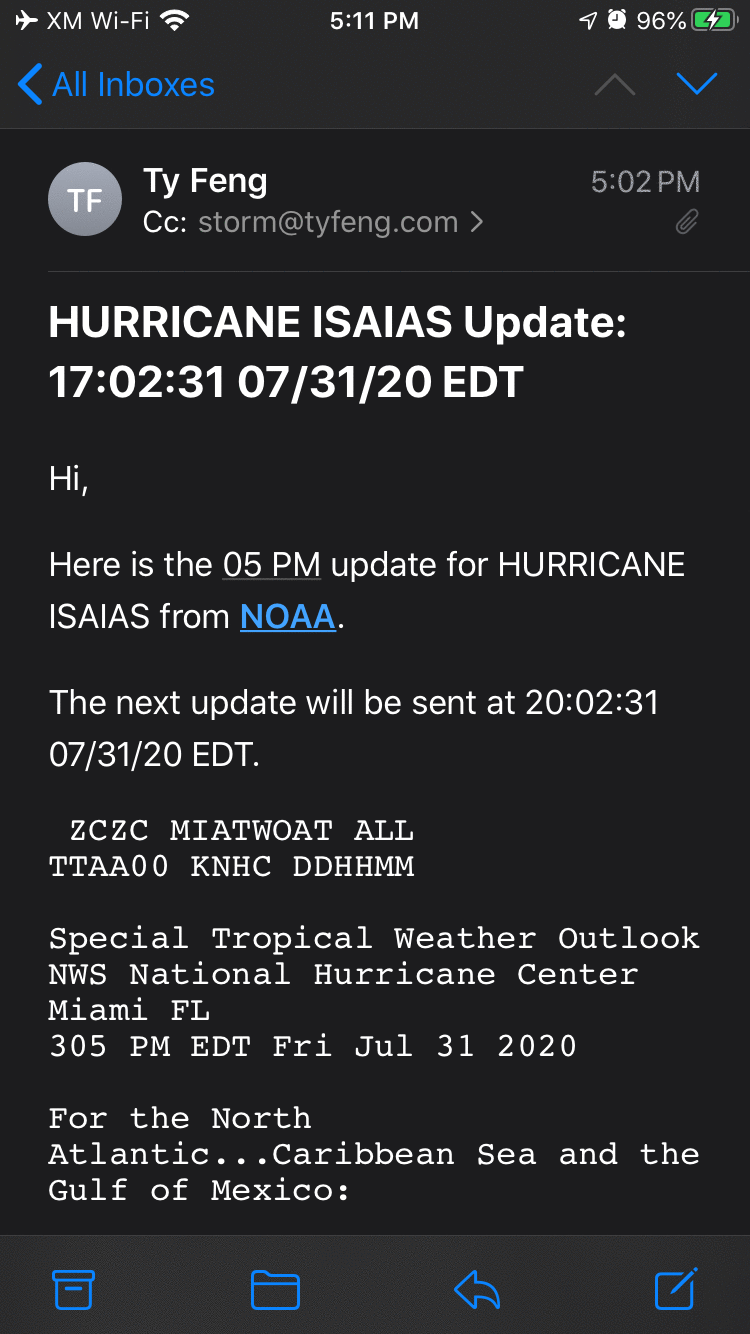 XM Wi-Fi 5:11 PM 96%
All Inboxes
TF
Ty Feng 5:02 PM
Cc: storm@tyfeng.com
HURRICANE ISAIAS Update:
17:02:31 07/31/20 EDT
Hi,
Here is the 05 PM update for HURRICANE
ISAIAS from NOAA.
The next update will be sent at 20:02:31
07/31/20 EDT.
ZCZC MIATWOAT ALL
TTAA00 KNHC DDHHMM
Special Tropical Weather Outlook
NWS National Hurricane Center
Miami FL
305 PM EDT Fri Jul 31 2020
For the North
Atlantic...Caribbean Sea and the
Gulf of Mexico: